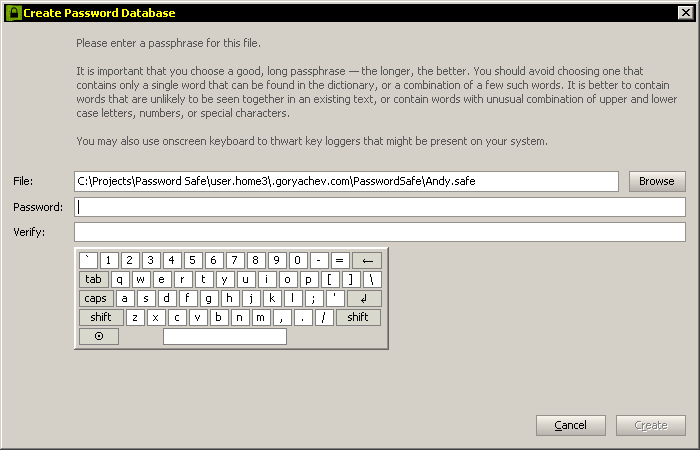 Create Password Database
Please enter a passphrase for this file.
It is important that you choose a good, long passphrase — the longer, the better. You should avoid choosing one that
contains only a single word that can be found in the dictionary, or a combination of a few such words. It is better to contain
words that are unlikely to be seen together in an existing text, or contain words with unusual combination of upper and lower
case letters, numbers, or special characters.
You may also use onscreen keyboard to thwart key loggers that might be present on your system.
File: C:\Projects\Password Safe\user.home3\.goryachev.com\PasswordSafe\Andy.safe Browse
Password:
Verify:
` 1 2 3 4 5 6 7 8 9 0 - = ←
tab q w e r t y u i o p [ ] \
caps a s d f g h j k l ; ' ↲
shift z x c v b n m , . / shift
⊙
Cancel Create